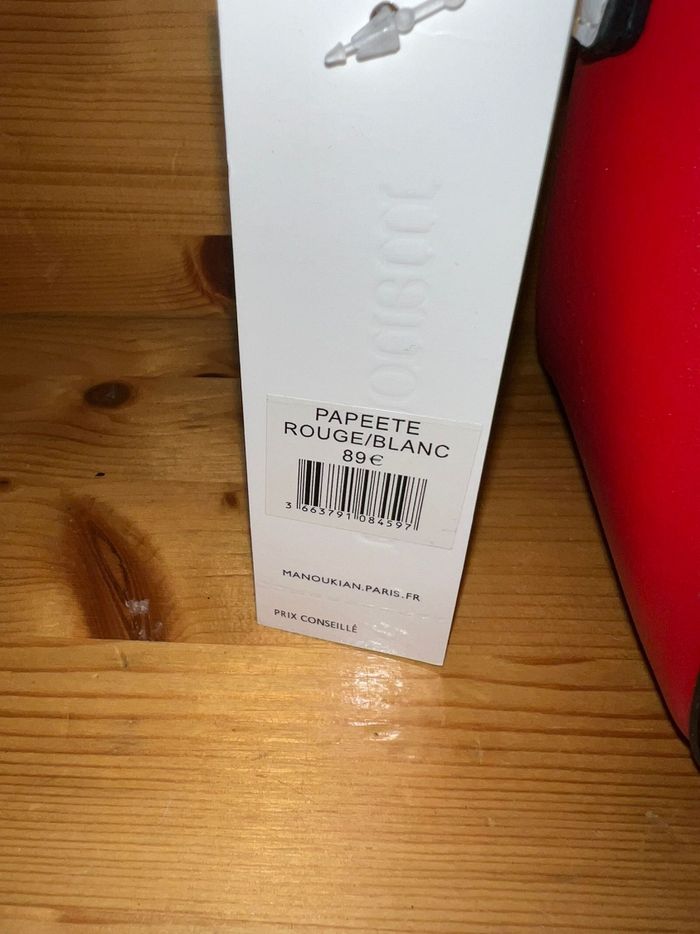 PAPEETE
ROUGE/BLANC
89€
3 663791 084597
MANOUKIAN.PARIS.FR
PRIX CONSEILLÉ